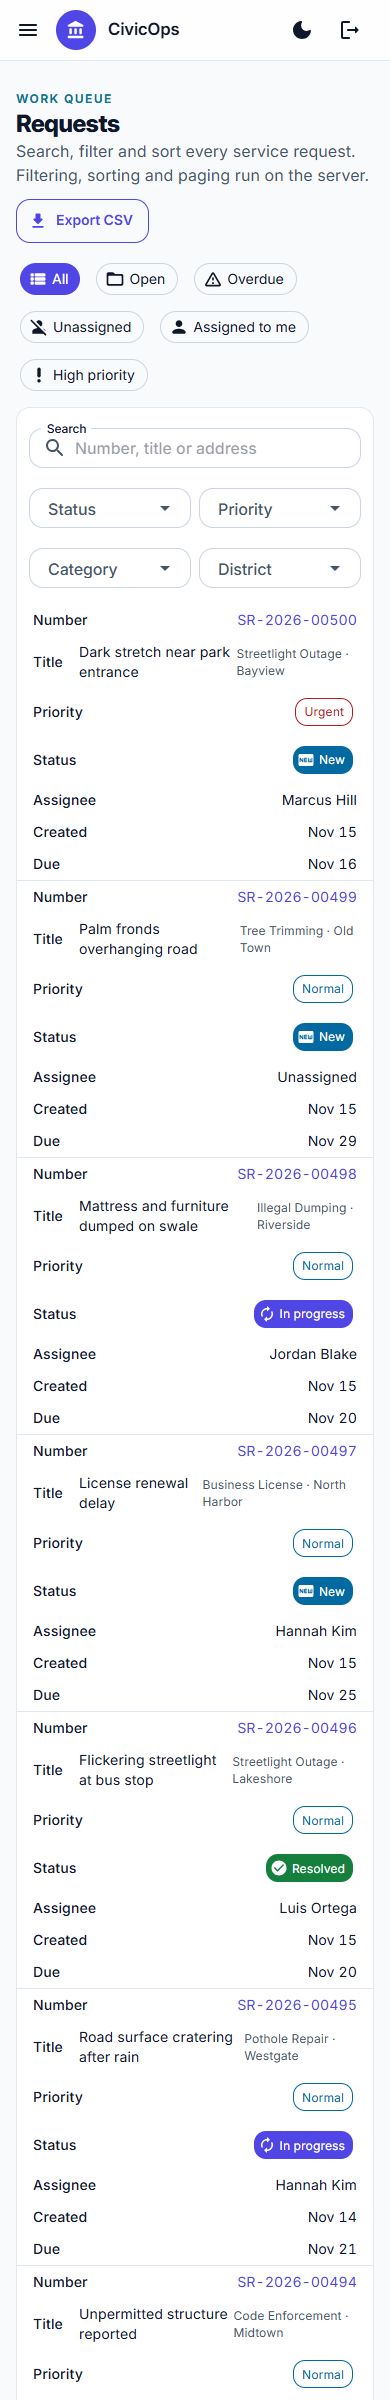 CivicOps
WORK QUEUE
Requests
Search, filter and sort every service request.
Filtering, sorting and paging run on the server.
Export CSV
All
Open
Overdue
Unassigned
Assigned to me
High priority
Search
Number, title or address
Status
Priority
Category
District
Number
SR-2026-00500
Title
Dark stretch near park
entrance
Streetlight Outage ·
Bayview
Priority
Urgent
Status
NEW
New
Assignee
Marcus Hill
Created
Nov 15
Due
Nov 16
Number
SR-2026-00499
Title
Palm fronds
overhanging road
Tree Trimming · Old
Town
Priority
Normal
Status
NEW
New
Assignee
Unassigned
Created
Nov 15
Due
Nov 29
Number
SR-2026-00498
Title
Mattress and furniture
dumped on swale
Illegal Dumping ·
Riverside
Priority
Normal
Status
In progress
Assignee
Jordan Blake
Created
Nov 15
Due
Nov 20
Number
SR-2026-00497
Title
License renewal
delay
Business License · North
Harbor
Priority
Normal
Status
NEW
New
Assignee
Hannah Kim
Created
Nov 15
Due
Nov 25
Number
SR-2026-00496
Title
Flickering streetlight
at bus stop
Streetlight Outage ·
Lakeshore
Priority
Normal
Status
Resolved
Assignee
Luis Ortega
Created
Nov 15
Due
Nov 20
Number
SR-2026-00495
Title
Road surface cratering
after rain
Pothole Repair ·
Westgate
Priority
Normal
Status
In progress
Assignee
Hannah Kim
Created
Nov 14
Due
Nov 21
Number
SR-2026-00494
Title
Unpermitted structure
reported
Code Enforcement ·
Midtown
Priority
Normal